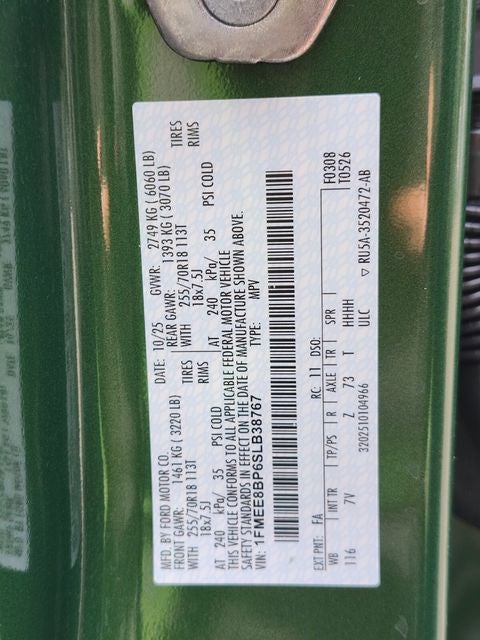 MFD. BY FORD MOTOR CO.
DATE: 10/25 GVWR: 2749 KG ( 6060 LB)
FRONT GAWR: 1461 KG ( 3220 LB) REAR GAWR: 1393 KG ( 3070 LB)
WITH 255/70R18 113T TIRES WITH 255/70R18 113T TIRES
18x7.5J RIMS 18x7.5J RIMS
AT 240 kPa/ 35 PSI COLD AT 240 kPa/ 35 PSI COLD
THIS VEHICLE CONFORMS TO ALL APPLICABLE FEDERAL MOTOR VEHICLE
SAFETY STANDARDS IN EFFECT ON THE DATE OF MANUFACTURE SHOWN ABOVE.
VIN: 1FMEE8BP6SLB38767 TYPE: MPV
F0308
T0526
EXT PNT: FA RC: 11 DSO:
WB INT TR TP/PS R AXLE TR SPR
116 7V Z 73 T HHHH
ULC
3202510104966 ▽ RU5A-3520472-AB